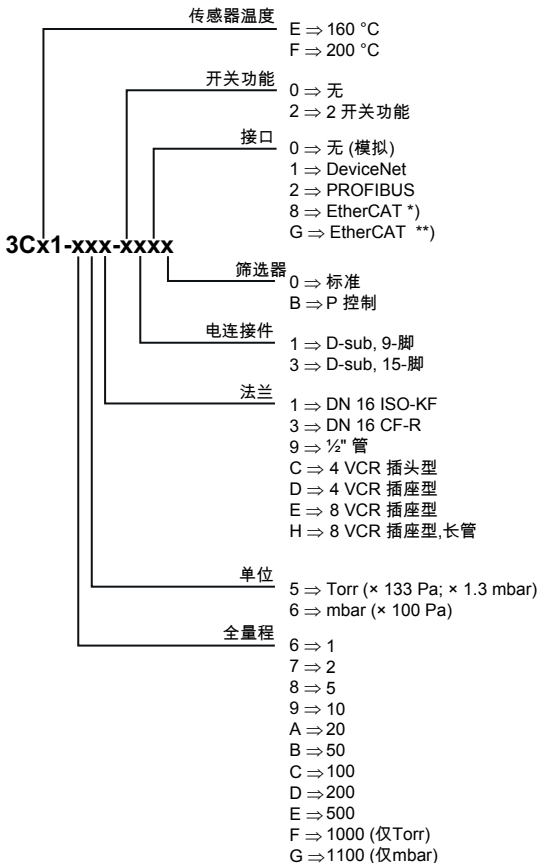 传感器温度
E ⇒ 160 °C
F ⇒ 200 °C
开关功能
0 ⇒ 无
2 ⇒ 2 开关功能
接口
0 ⇒ 无 (模拟)
1 ⇒ DeviceNet
2 ⇒ PROFIBUS
8 ⇒ EtherCAT *)
G ⇒ EtherCAT **)
3Cx1-xxx-xxxx
筛选器
0 ⇒ 标准
B ⇒ P 控制
电连接件
1 ⇒ D-sub, 9-脚
3 ⇒ D-sub, 15-脚
法兰
1 ⇒ DN 16 ISO-KF
3 ⇒ DN 16 CF-R
9 ⇒ ½" 管
C ⇒ 4 VCR 插头型
D ⇒ 4 VCR 插座型
E ⇒ 8 VCR 插座型
H ⇒ 8 VCR 插座型,长管
单位
5 ⇒ Torr (× 133 Pa; × 1.3 mbar)
6 ⇒ mbar (× 100 Pa)
全量程
6 ⇒ 1
7 ⇒ 2
8 ⇒ 5
9 ⇒ 10
A ⇒ 20
B ⇒ 50
C ⇒ 100
D ⇒ 200
E ⇒ 500
F ⇒ 1000 (仅Torr)
G ⇒ 1100 (仅mbar)